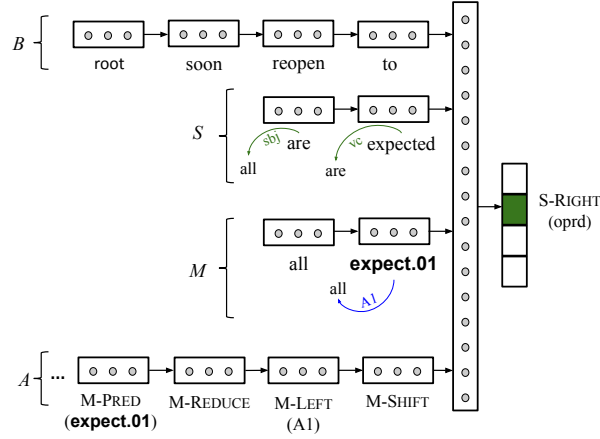 B
root soon reopen to
S
sbj are vc expected
all are
S-RIGHT
(oprd)
M
all expect.01
all A1
A ...
M-PRED M-REDUCE M-LEFT M-SHIFT
(expect.01) (A1)